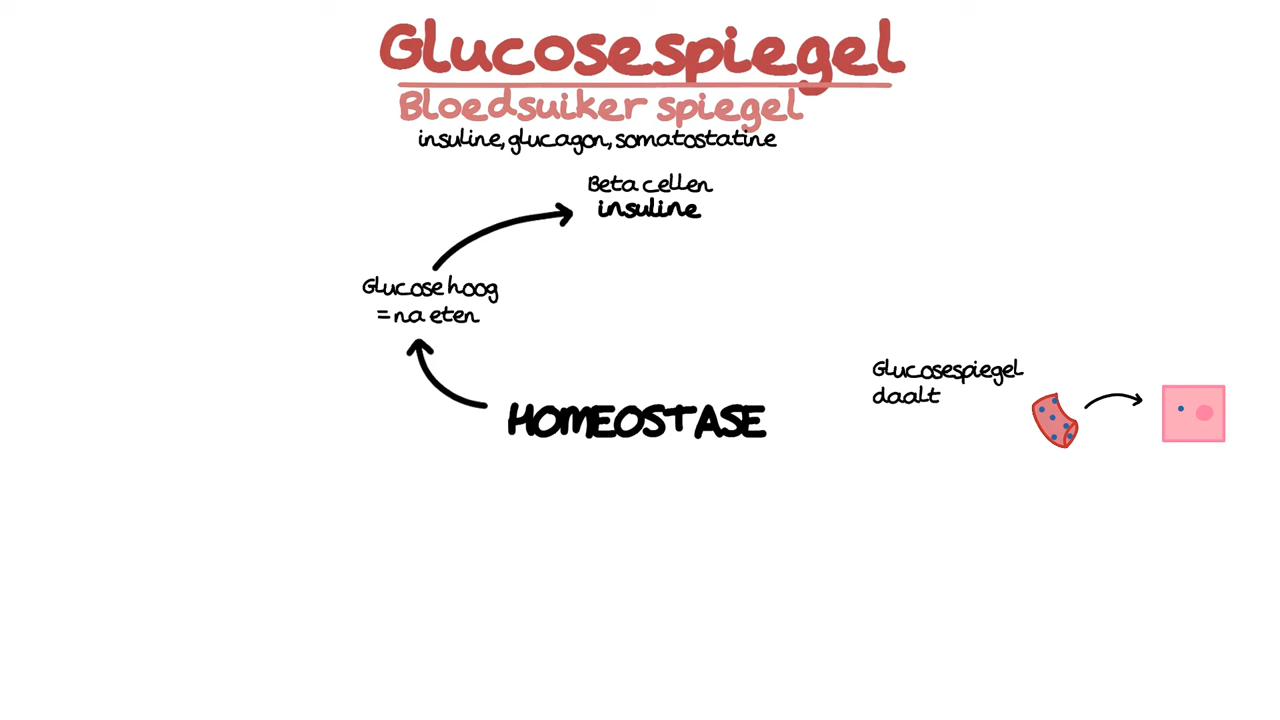 Glucosespiegel
Bloedsuiker spiegel
insuline, glucagon, somatostatine
Beta cellen
insuline
Glucose hoog
= na eten
Glucosespiegel
daalt
HOMEOSTASE